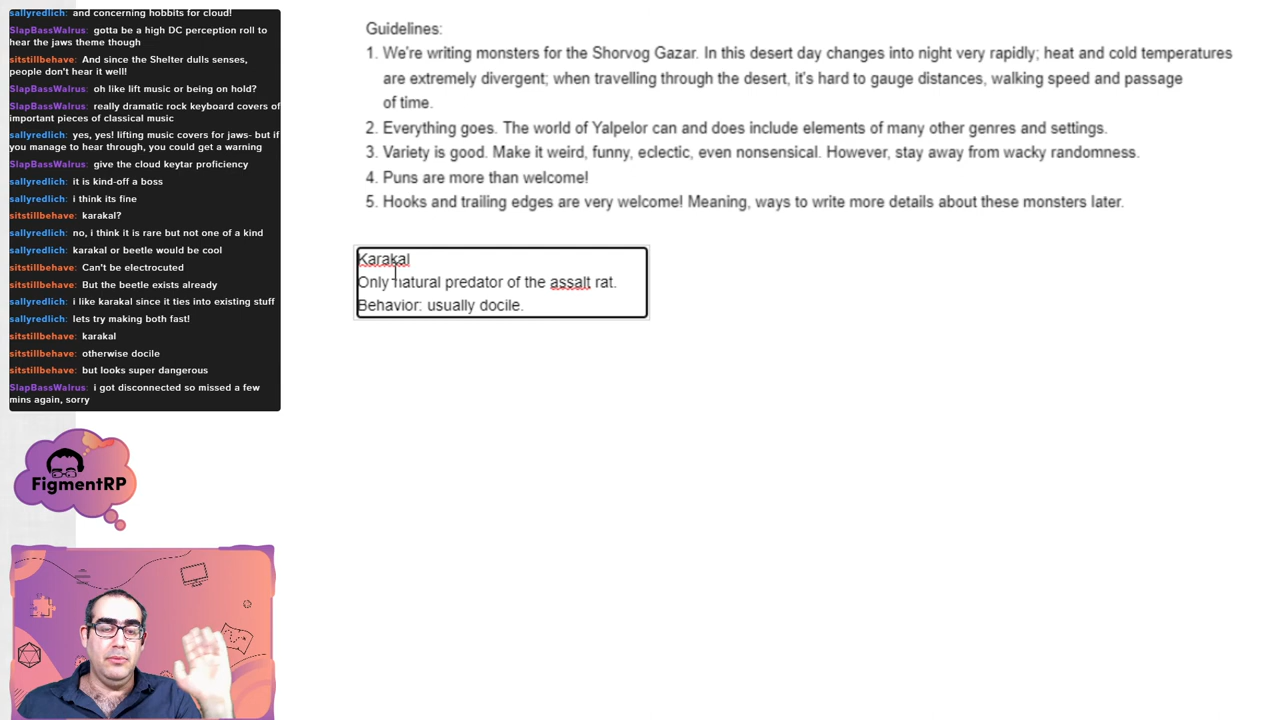 sallyredlich: and concerning hobbits for cloud!
SlapBassWalrus: gotta be a high DC perception roll to
hear the jaws theme though
sitstillbehave: And since the Shelter dulls senses,
people don't hear it well!
SlapBassWalrus: oh like lift music or being on hold?
SlapBassWalrus: really dramatic rock keyboard covers of
important pieces of classical music
sallyredlich: yes, yes! lifting music covers for jaws- but if
you manage to hear through, you could get a warning
SlapBassWalrus: give the cloud keytar proficiency
sallyredlich: it is kind-off a boss
sallyredlich: i think its fine
sitstillbehave: karakal?
sallyredlich: no, i think it is rare but not one of a kind
sallyredlich: karakal or beetle would be cool
sitstillbehave: Can't be electrocuted
sitstillbehave: But the beetle exists already
sallyredlich: i like karakal since it ties into existing stuff
sallyredlich: lets try making both fast!
sitstillbehave: karakal
sitstillbehave: otherwise docile
sitstillbehave: but looks super dangerous
SlapBassWalrus: i got disconnected so missed a few
mins again, sorry
FigmentRP
Guidelines:
1. We're writing monsters for the Shorvog Gazar. In this desert day changes into night very rapidly; heat and cold temperatures
are extremely divergent; when travelling through the desert, it's hard to gauge distances, walking speed and passage
of time.
2. Everything goes. The world of Yalpelor can and does include elements of many other genres and settings.
3. Variety is good. Make it weird, funny, eclectic, even nonsensical. However, stay away from wacky randomness.
4. Puns are more than welcome!
5. Hooks and trailing edges are very welcome! Meaning, ways to write more details about these monsters later.
Karakal
Only natural predator of the assalt rat.
Behavior: usually docile.